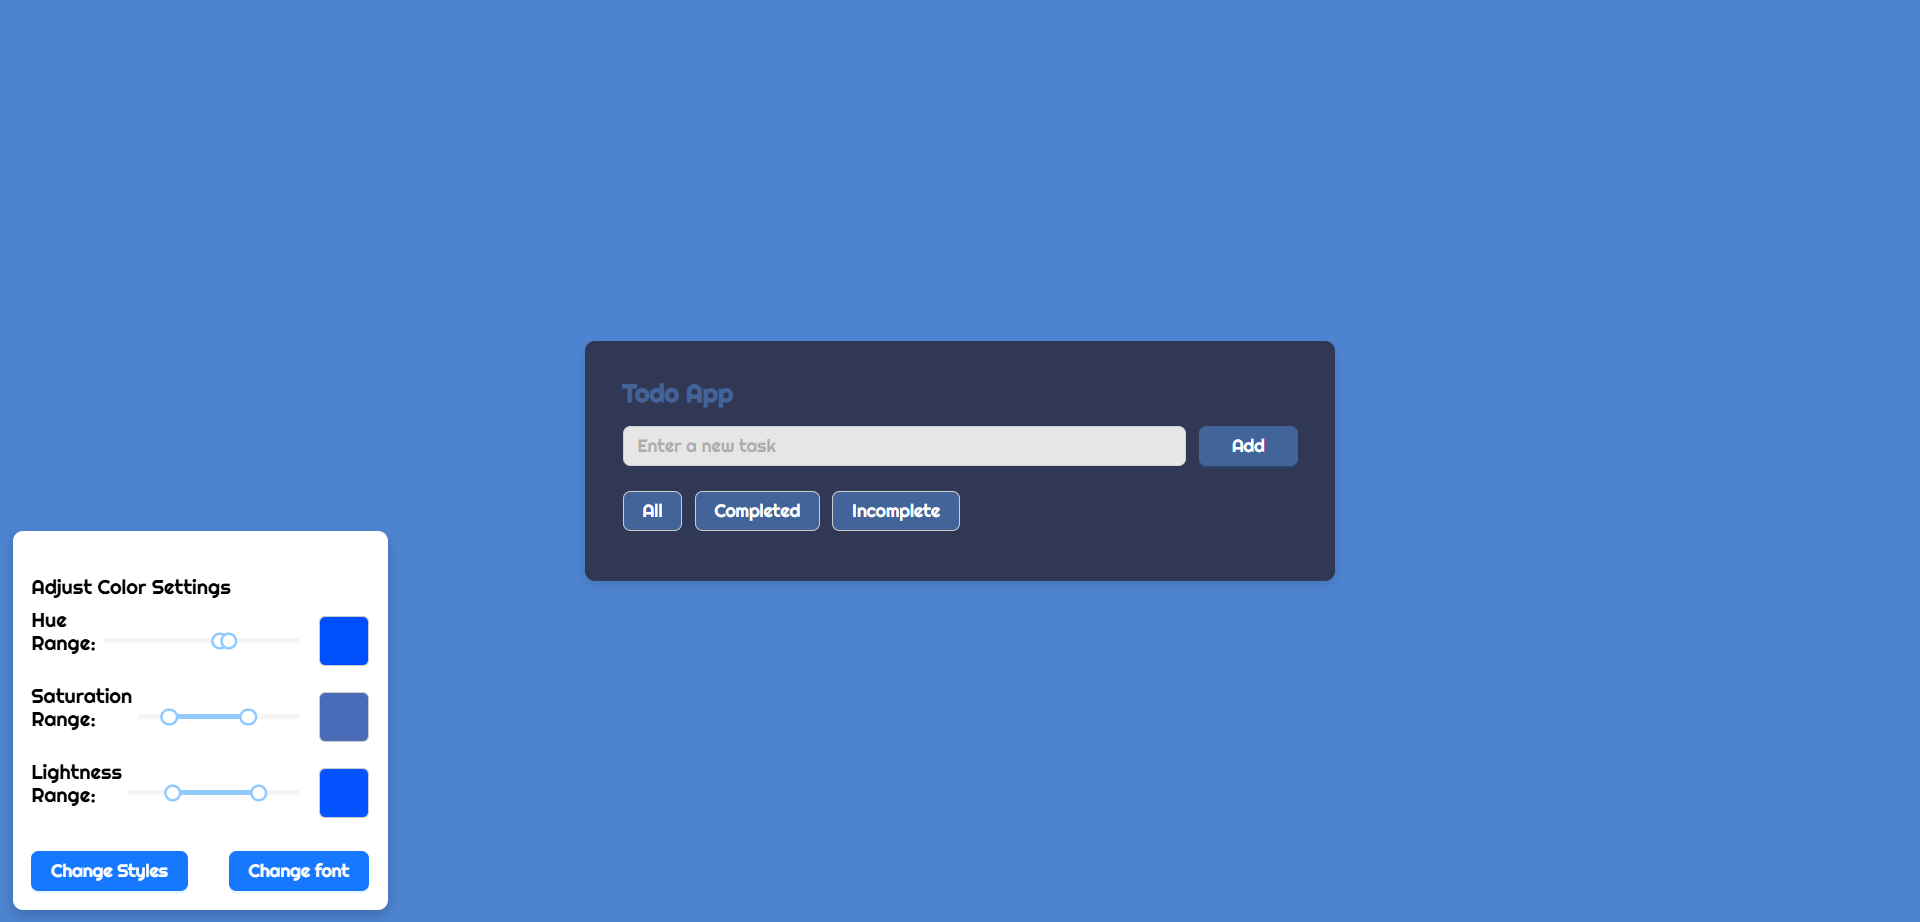 Todo App
Enter a new task
Add
All
Completed
Incomplete
Adjust Color Settings
Hue
Range:
Saturation
Range:
Lightness
Range:
Change Styles
Change font